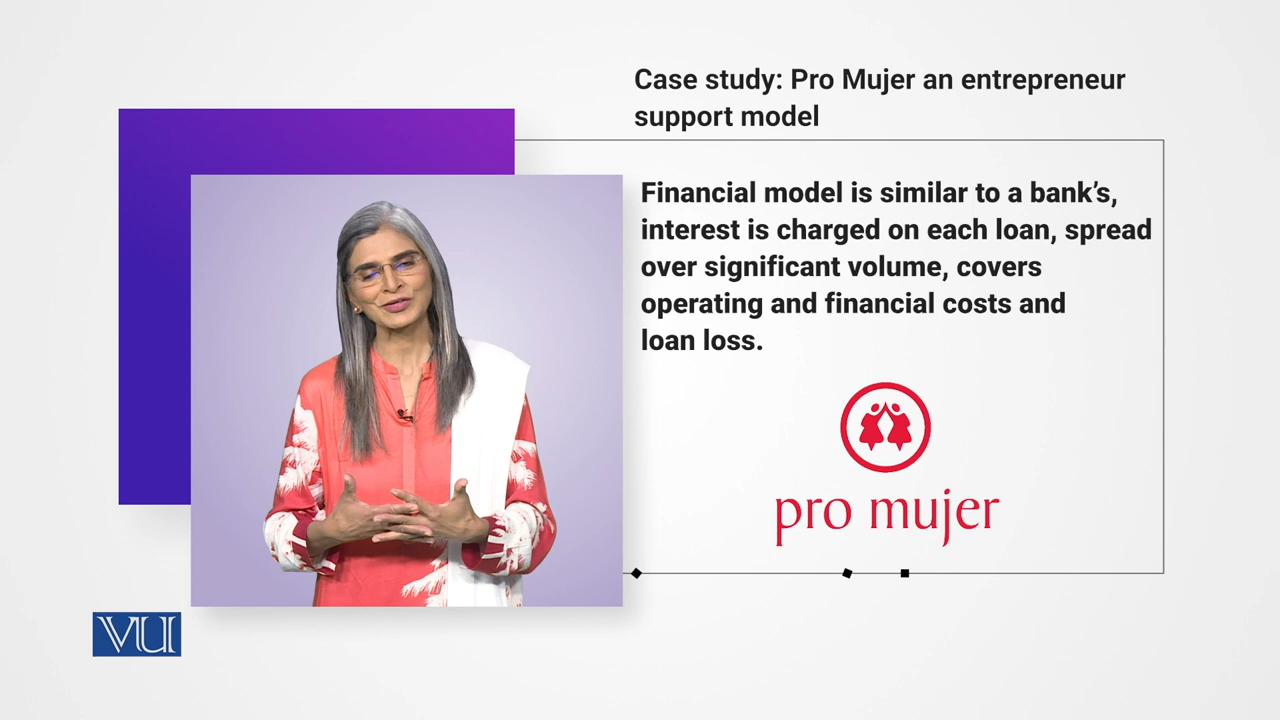 Case study: Pro Mujer an entrepreneur
support model
Financial model is similar to a bank’s,
interest is charged on each loan, spread
over significant volume, covers
operating and financial costs and
loan loss.
pro mujer
VU